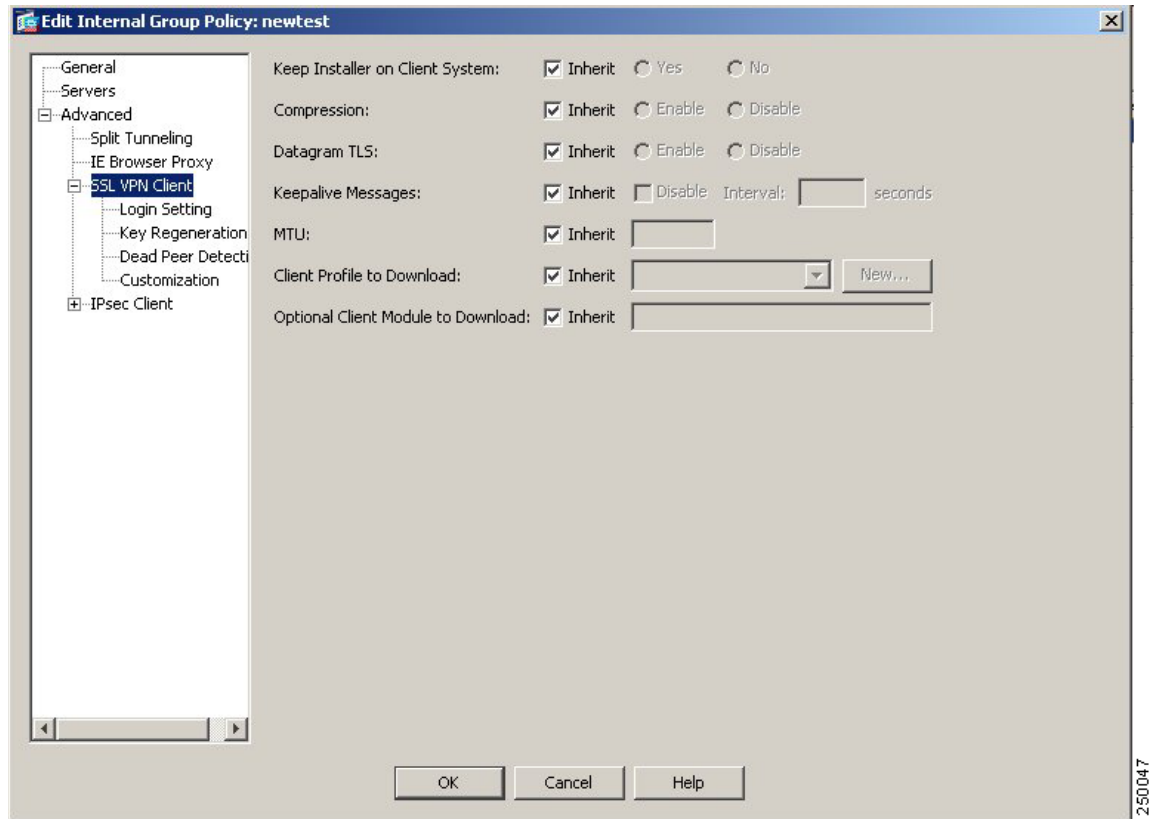 Edit Internal Group Policy: newtest
General
Servers
Advanced
Split Tunneling
IE Browser Proxy
SSL VPN Client
Login Setting
Key Regeneration
Dead Peer Detecti
Customization
IPsec Client
Keep Installer on Client System: Inherit Yes No
Compression: Inherit Enable Disable
Datagram TLS: Inherit Enable Disable
Keepalive Messages: Inherit Disable Interval: seconds
MTU: Inherit
Client Profile to Download: Inherit New...
Optional Client Module to Download: Inherit
OK Cancel Help
250047